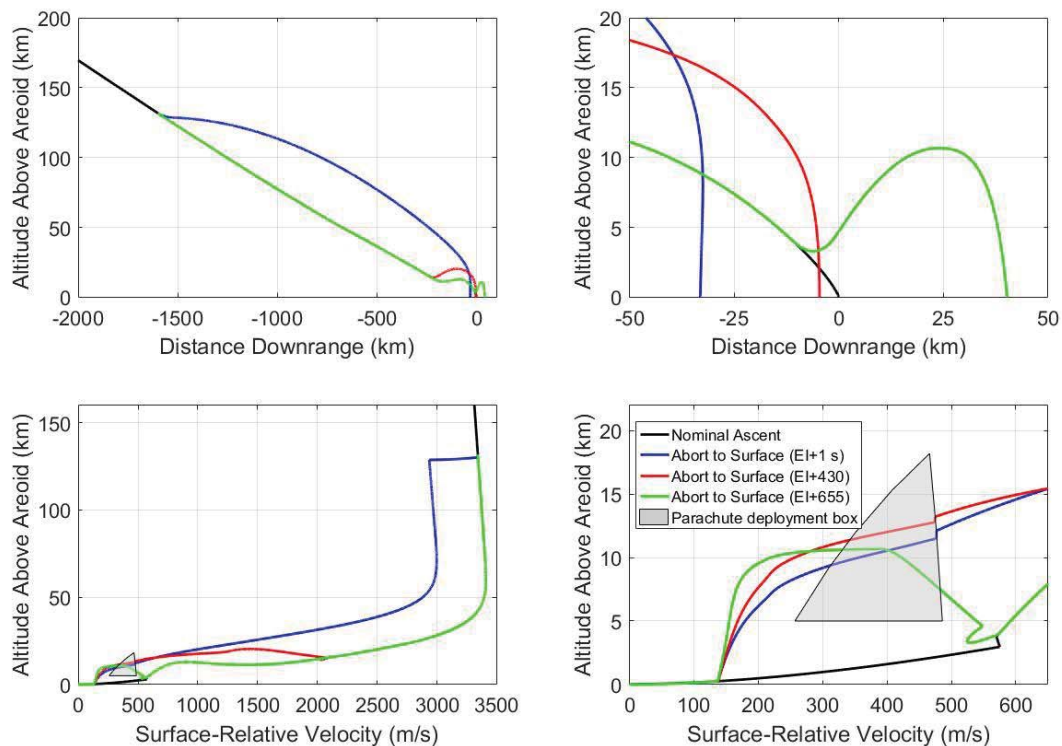 200
150
100
50
0
-2000 -1500 -1000 -500 0
Distance Downrange (km)
Altitude Above Areoid (km)
20
16
12
8
4
0
-50 -25 0 25 50
Distance Downrange (km)
Altitude Above Areoid (km)
150
100
50
0
0 500 1000 1500 2000 2500 3000 3500
Surface-Relative Velocity (m/s)
Altitude Above Areoid (km)
20
15
10
5
0
Nominal Ascent
Abort to Surface (EI+1 s)
Abort to Surface (EI+430)
Abort to Surface (EI+655)
Parachute deployment box
0 100 200 300 400 500 600
Surface-Relative Velocity (m/s)
Altitude Above Areoid (km)